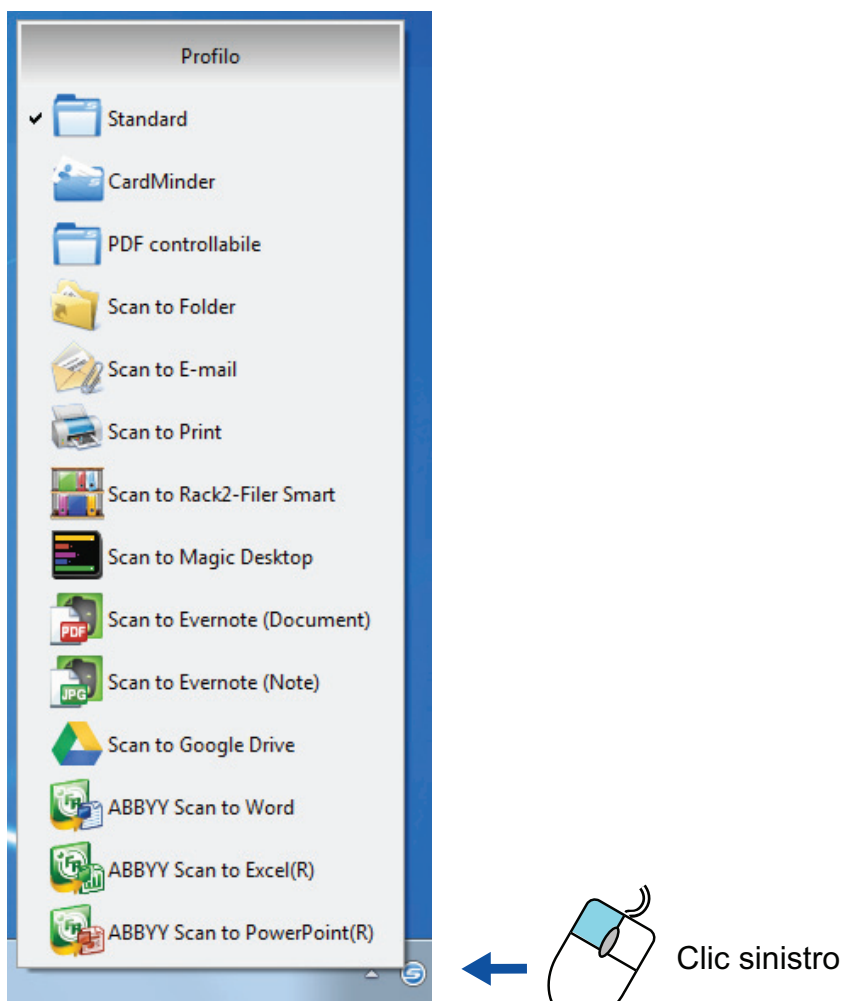 Profilo
Standard
CardMinder
PDF controllabile
Scan to Folder
Scan to E-mail
Scan to Print
Scan to Rack2-Filer Smart
Scan to Magic Desktop
PDF
Scan to Evernote (Document)
JPG
Scan to Evernote (Note)
Scan to Google Drive
ABBYY Scan to Word
ABBYY Scan to Excel(R)
ABBYY Scan to PowerPoint(R)
Clic sinistro